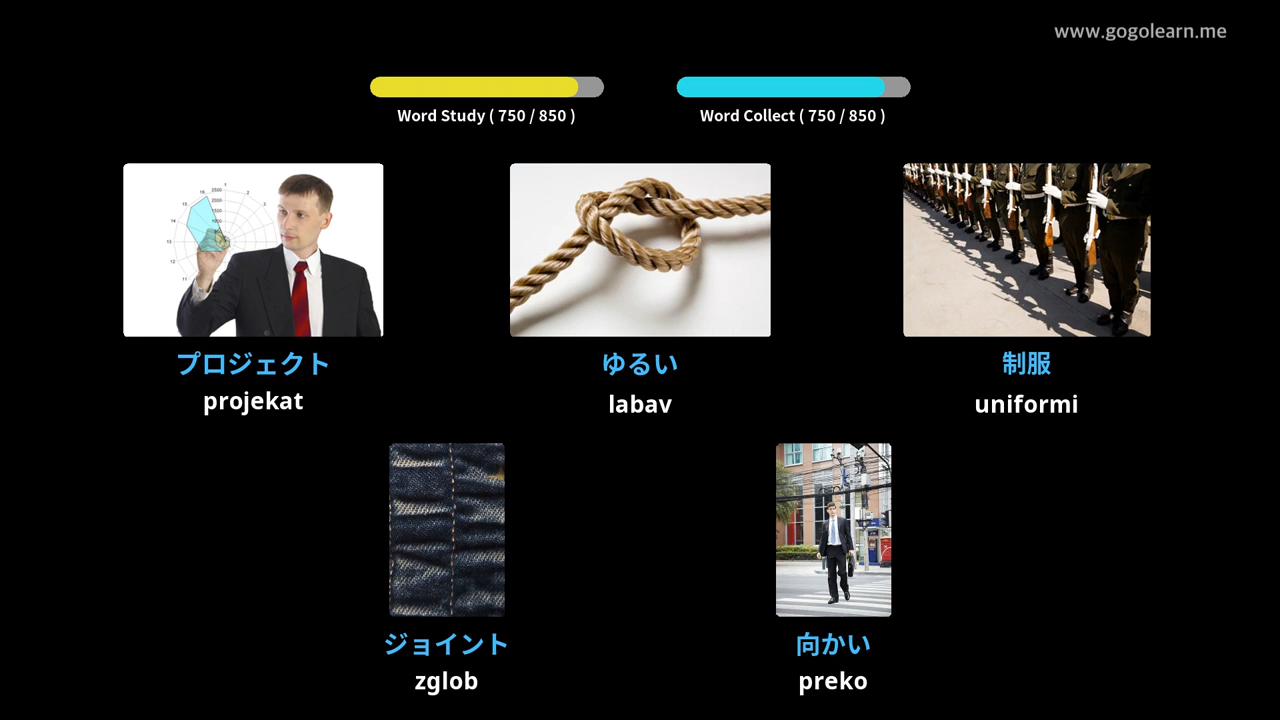 www.gogolearn.me
Word Study ( 750 / 850 )
Word Collect ( 750 / 850 )
プロジェクト
projekat
ゆるい
labav
制服
uniformi
ジョイント
zglob
向かい
preko